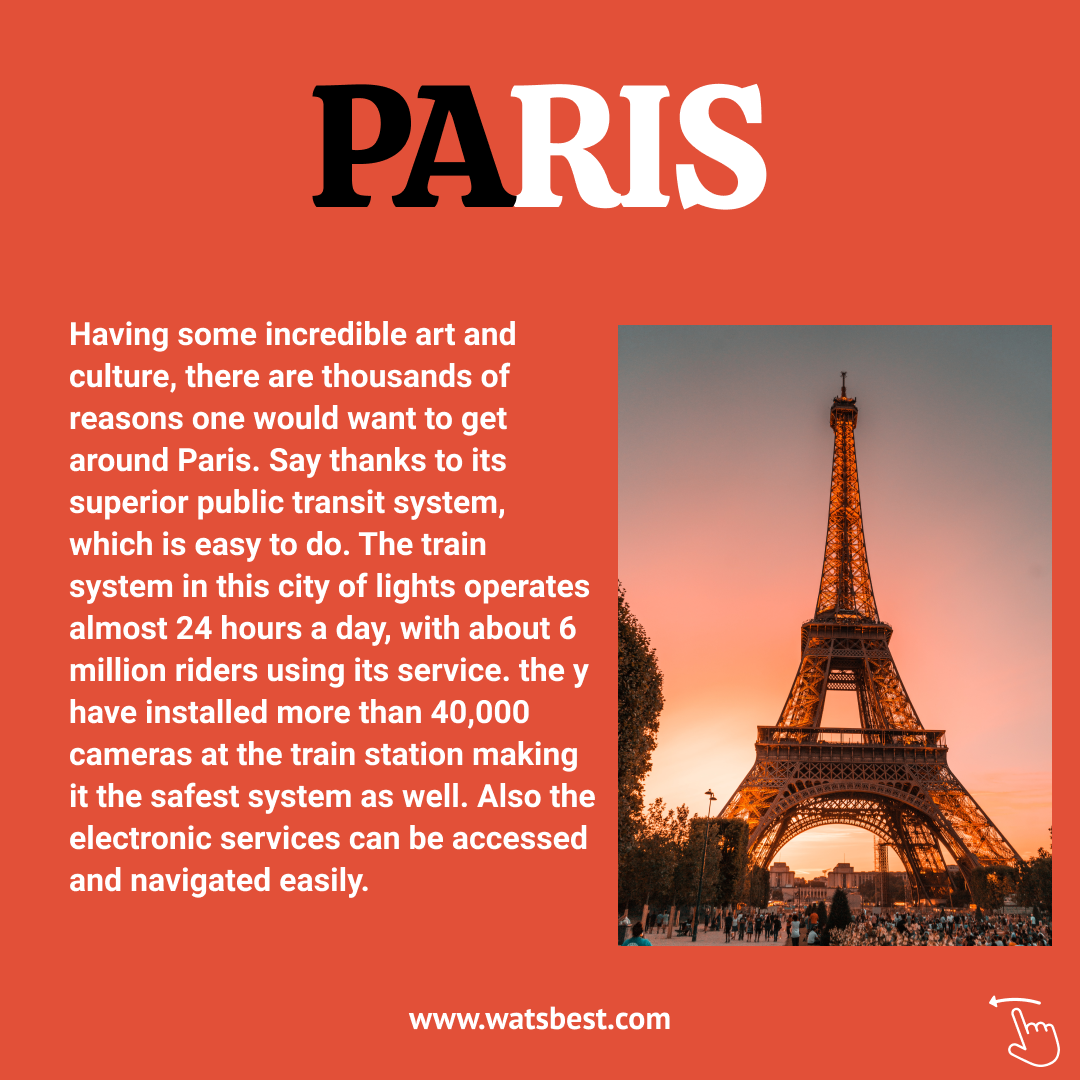 PARIS
Having some incredible art and
culture, there are thousands of
reasons one would want to get
around Paris. Say thanks to its
superior public transit system,
which is easy to do. The train
system in this city of lights operates
almost 24 hours a day, with about 6
million riders using its service. the y
have installed more than 40,000
cameras at the train station making
it the safest system as well. Also the
electronic services can be accessed
and navigated easily.
www.watsbest.com